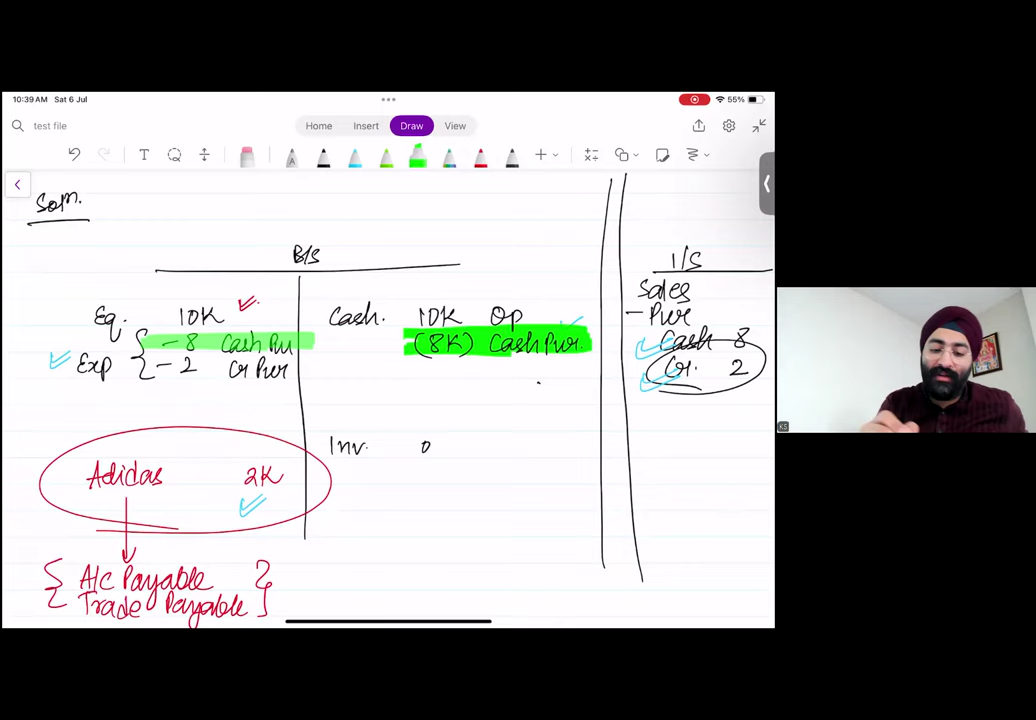 10:39 AM Sat 6 Jul
55%
test file
Home Insert Draw View
Soln.
B/S
I/S
Eq. 10K
- 8 Cash Pur
Exp - 2 Cr Pur
Cash. 10K Op
(8K) Cash Pur.
Sales
- Pur
Cash 8
Cr. 2
Inv. 0
Adidas 2K
A/c Payable
Trade Payable
KS